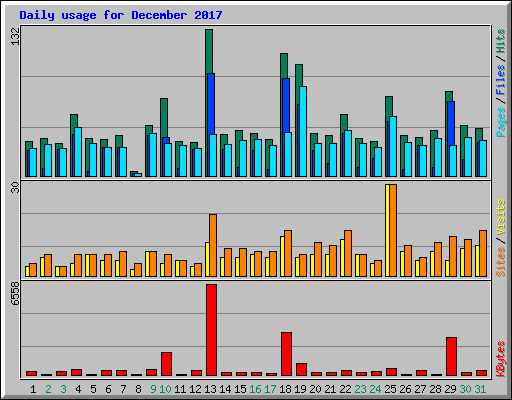 Daily usage for December 2017
132
Pages / Files / Hits
30
Sites / Visits
6558
KBytes
1 2 3 4 5 6 7 8 9 10 11 12 13 14 15 16 17 18 19 20 21 22 23 24 25 26 27 28 29 30 31